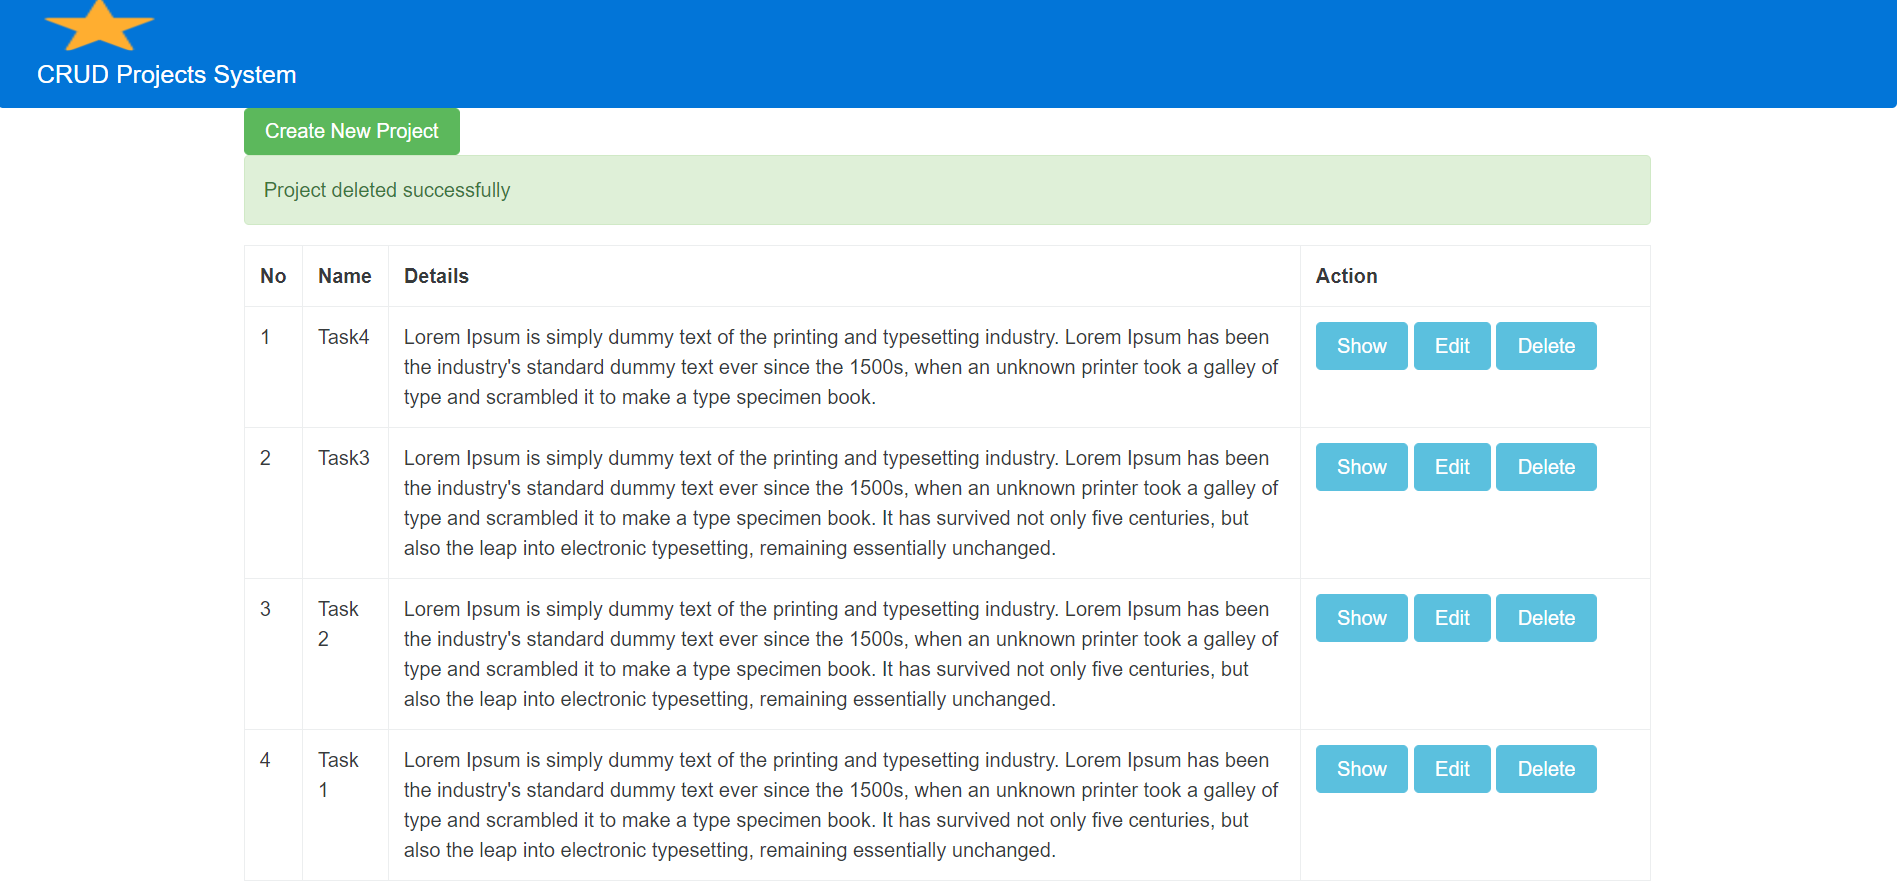 CRUD Projects System
Create New Project
Project deleted successfully
No Name Details Action
1 Task4 Lorem Ipsum is simply dummy text of the printing and typesetting industry. Lorem Ipsum has been Show Edit Delete
the industry's standard dummy text ever since the 1500s, when an unknown printer took a galley of
type and scrambled it to make a type specimen book.
2 Task3 Lorem Ipsum is simply dummy text of the printing and typesetting industry. Lorem Ipsum has been Show Edit Delete
the industry's standard dummy text ever since the 1500s, when an unknown printer took a galley of
type and scrambled it to make a type specimen book. It has survived not only five centuries, but
also the leap into electronic typesetting, remaining essentially unchanged.
3 Task Lorem Ipsum is simply dummy text of the printing and typesetting industry. Lorem Ipsum has been Show Edit Delete
2 the industry's standard dummy text ever since the 1500s, when an unknown printer took a galley of
type and scrambled it to make a type specimen book. It has survived not only five centuries, but
also the leap into electronic typesetting, remaining essentially unchanged.
4 Task Lorem Ipsum is simply dummy text of the printing and typesetting industry. Lorem Ipsum has been Show Edit Delete
1 the industry's standard dummy text ever since the 1500s, when an unknown printer took a galley of
type and scrambled it to make a type specimen book. It has survived not only five centuries, but
also the leap into electronic typesetting, remaining essentially unchanged.